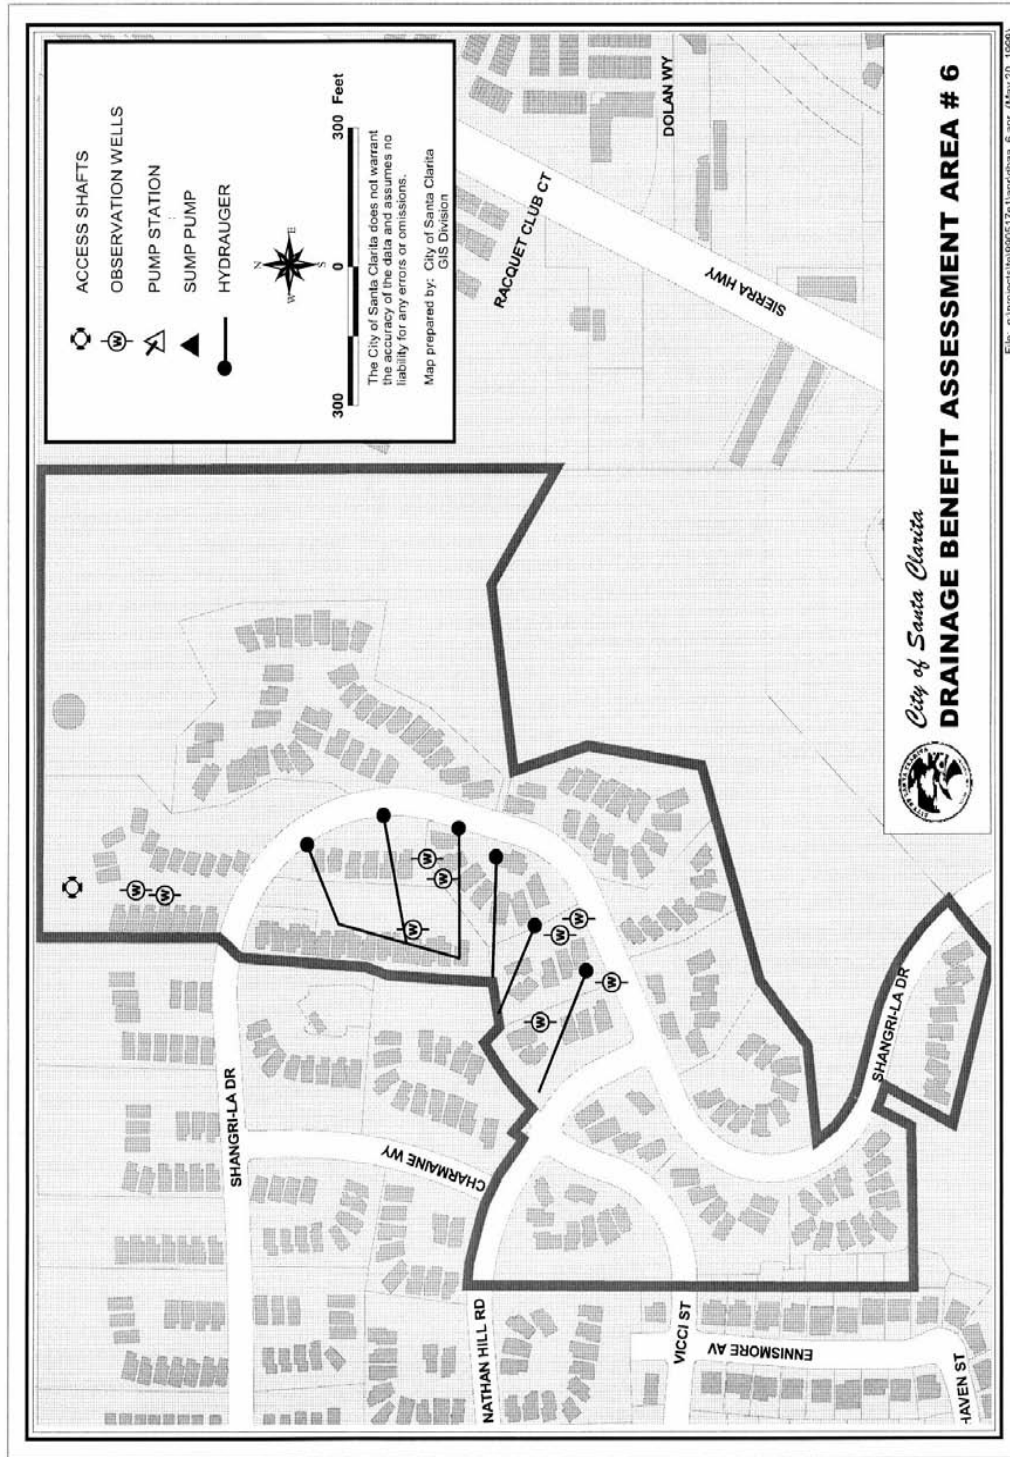 ACCESS SHAFTS
W OBSERVATION WELLS
PUMP STATION
SUMP PUMP
HYDRAUGER
N
W
E
S
300 0 300 Feet
The City of Santa Clarita does not warrant
the accuracy of the data and assumes no
liability for any errors or omissions.
Map prepared by: City of Santa Clarita
GIS Division
DOLAN WY
RACQUET CLUB CT
SIERRA HWY
SHANGRI-LA DR
CHARMAINE WY
NATHAN HILL RD
VICCI ST
ENNISMORE AV
HAVEN ST
SHANGRI-LA DR
W
W
W
W
W
W
W
W
W
City of Santa Clarita
DRAINAGE BENEFIT ASSESSMENT AREA # 6